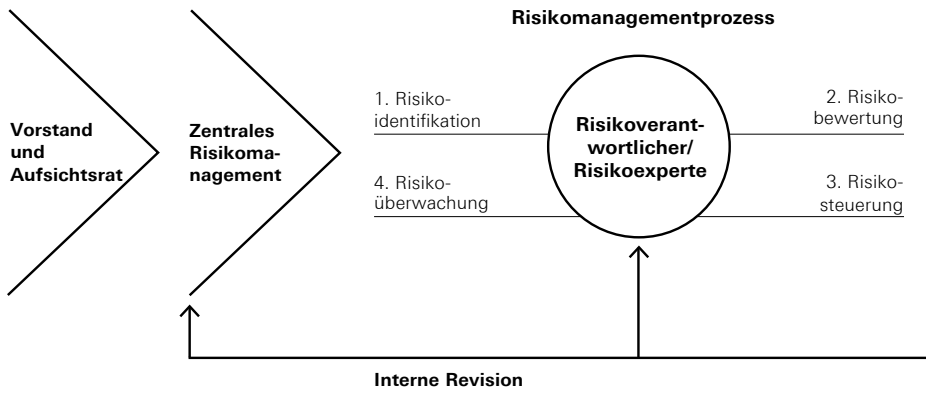 Risikomanagementprozess
Vorstand
und
Aufsichtsrat
Zentrales
Risikoma-
nagement
1. Risiko-
identifikation
Risikoverant-
wortlicher/
Risikoexperte
2. Risiko-
bewertung
4. Risiko-
überwachung
3. Risiko-
steuerung
Interne Revision